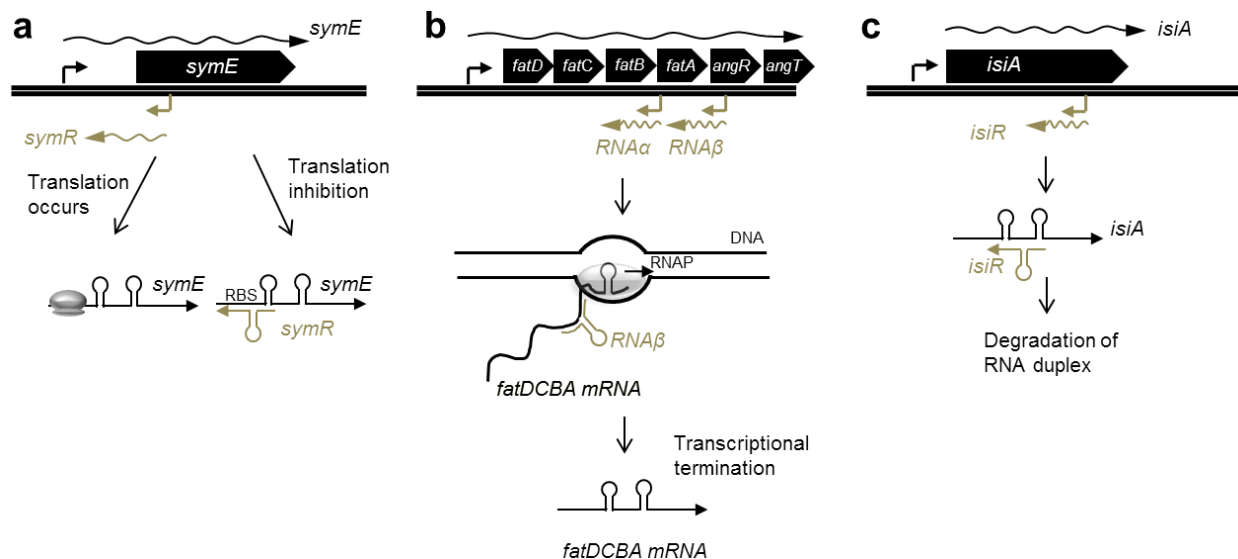 a
symE
symE
symR
Translation
occurs
Translation
inhibition
symE
RBS
symE
symR
b
fatD
fatC
fatB
fatA
angR
angT
RNAα
RNAβ
DNA
RNAP
RNAβ
fatDCBA mRNA
Transcriptional
termination
fatDCBA mRNA
c
isiA
isiA
isiR
isiA
isiR
Degradation of
RNA duplex